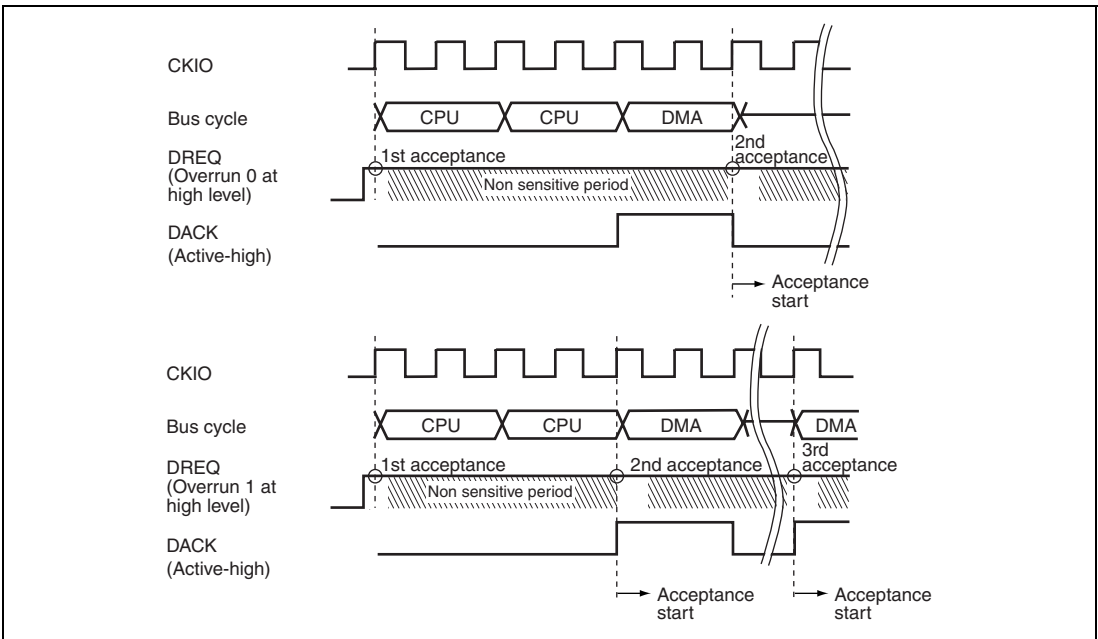 CKIO
Bus cycle
CPU
CPU
DMA
DREQ
(Overrun 0 at
high level)
1st acceptance
2nd
acceptance
Non sensitive period
DACK
(Active-high)
Acceptance
start
CKIO
Bus cycle
CPU
CPU
DMA
DMA
DREQ
(Overrun 1 at
high level)
1st acceptance
2nd acceptance
3rd
acceptance
Non sensitive period
DACK
(Active-high)
Acceptance
start
Acceptance
start